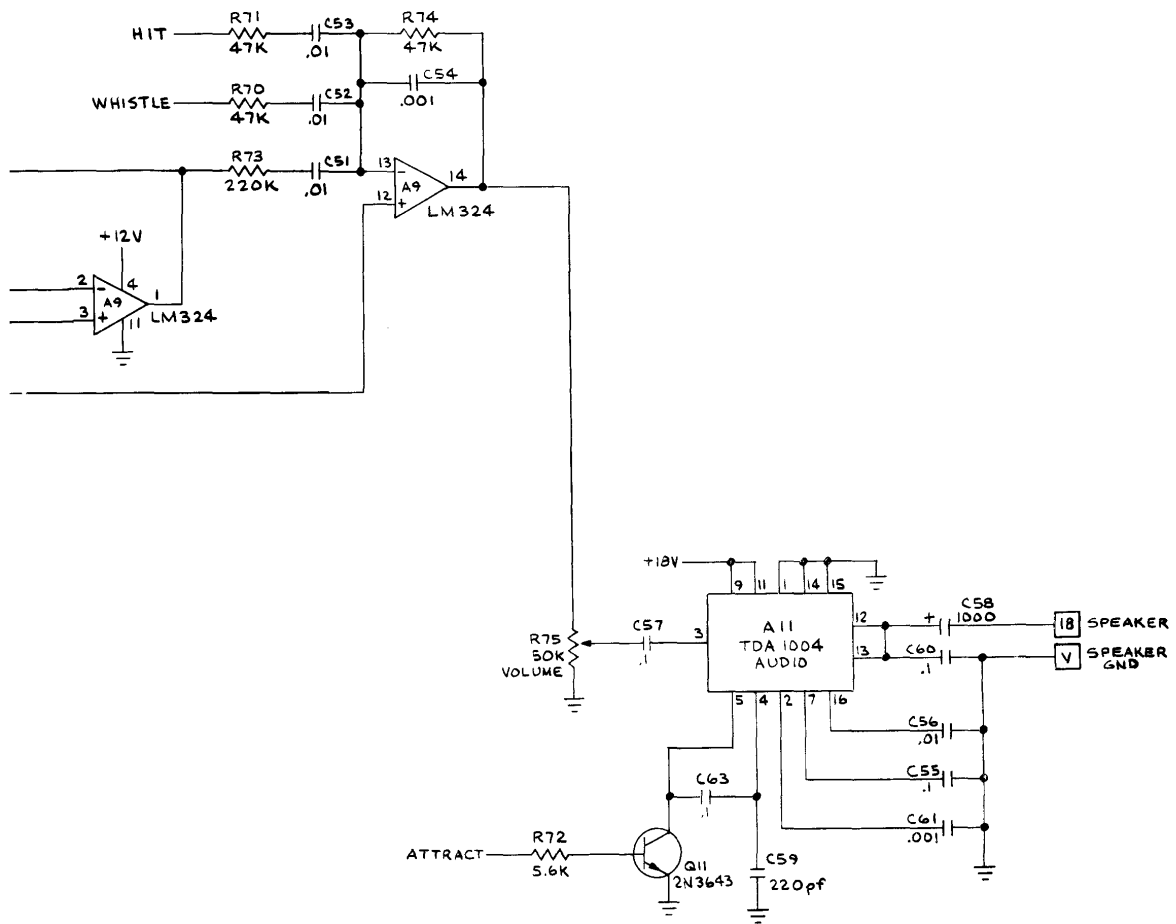 HIT
R71
47K
C53
.01
R74
47K
C54
.001
WHISTLE
R70
47K
C52
.01
R73
220K
C51
.01
13
-
12
+
A9
14
LM324
+12V
4
2
-
3
+
A9
1
11
LM324
+18V
9
11
1
14
15
R75
50K
VOLUME
C57
.1
3
A11
TDA 1004
AUDIO
12
13
+
C58
1000
18
SPEAKER
C60
.1
V
SPEAKER
GND
5
4
2
7
16
C56
.01
C55
.1
C61
.001
C63
.1
ATTRACT
R72
5.6K
Q11
2N3643
C59
220pf